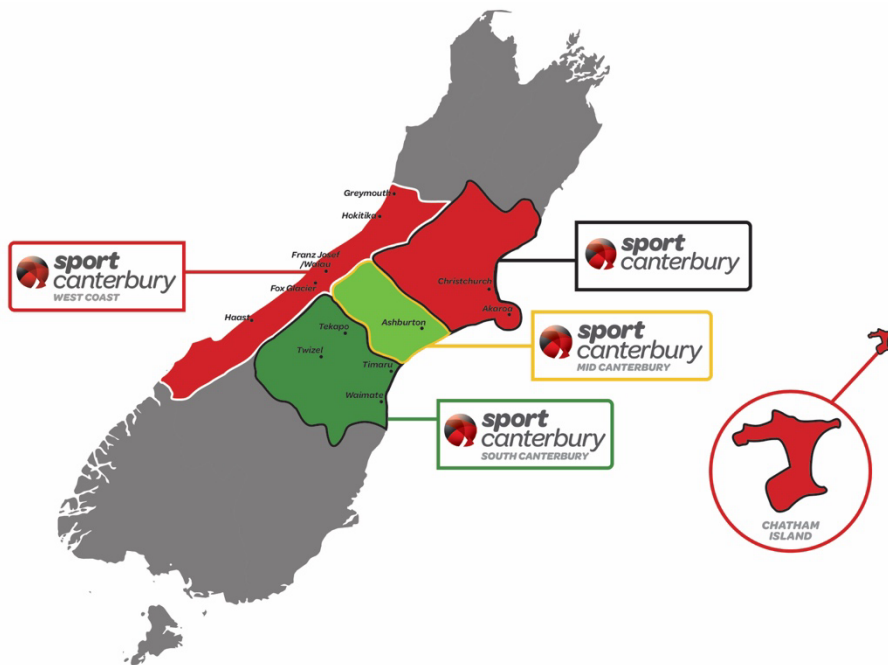 Greymouth
Hokitika
Franz Josef
/Waiau
Fox Glacier
Haast
Christchurch
Akaroa
Ashburton
Tekapo
Twizel
Timaru
Waimate
sport
canterbury
WEST COAST
sport
canterbury
sport
canterbury
MID CANTERBURY
sport
canterbury
SOUTH CANTERBURY
CHATHAM
ISLAND